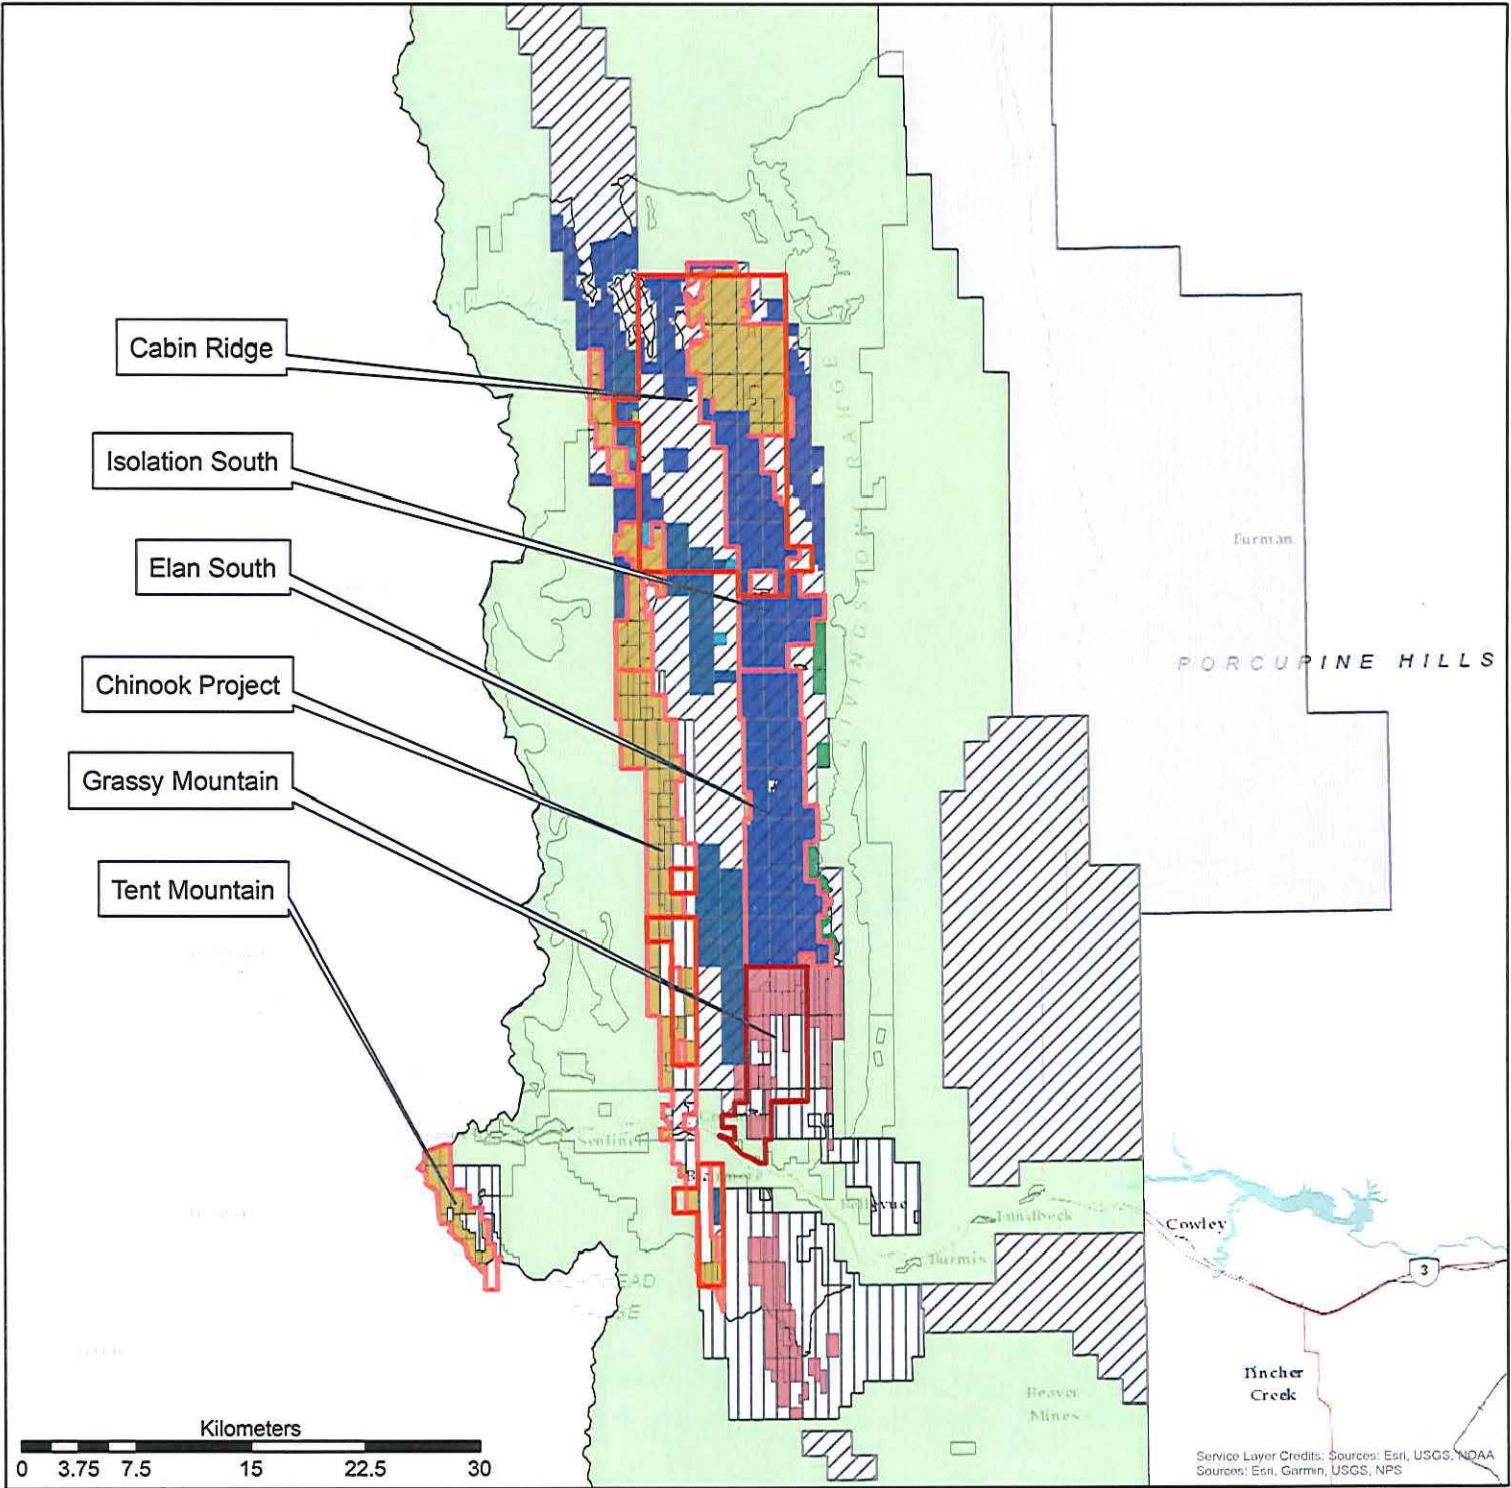 Cabin Ridge
Isolation South
Elan South
Chinook Project
Grassy Mountain
Tent Mountain
LIVINGSTONE RANGE
Furman
PORCUPINE HILLS
Sentinel
Bellevue
Lundbreck
Burmis
Cowley
3
Pincher
Creek
Beaver
Mines
Kilometers
0 3.75 7.5 15 22.5 30
Service Layer Credits: Sources: Esri, USGS, NOAA
Sources: Esri, Garmin, USGS, NPS